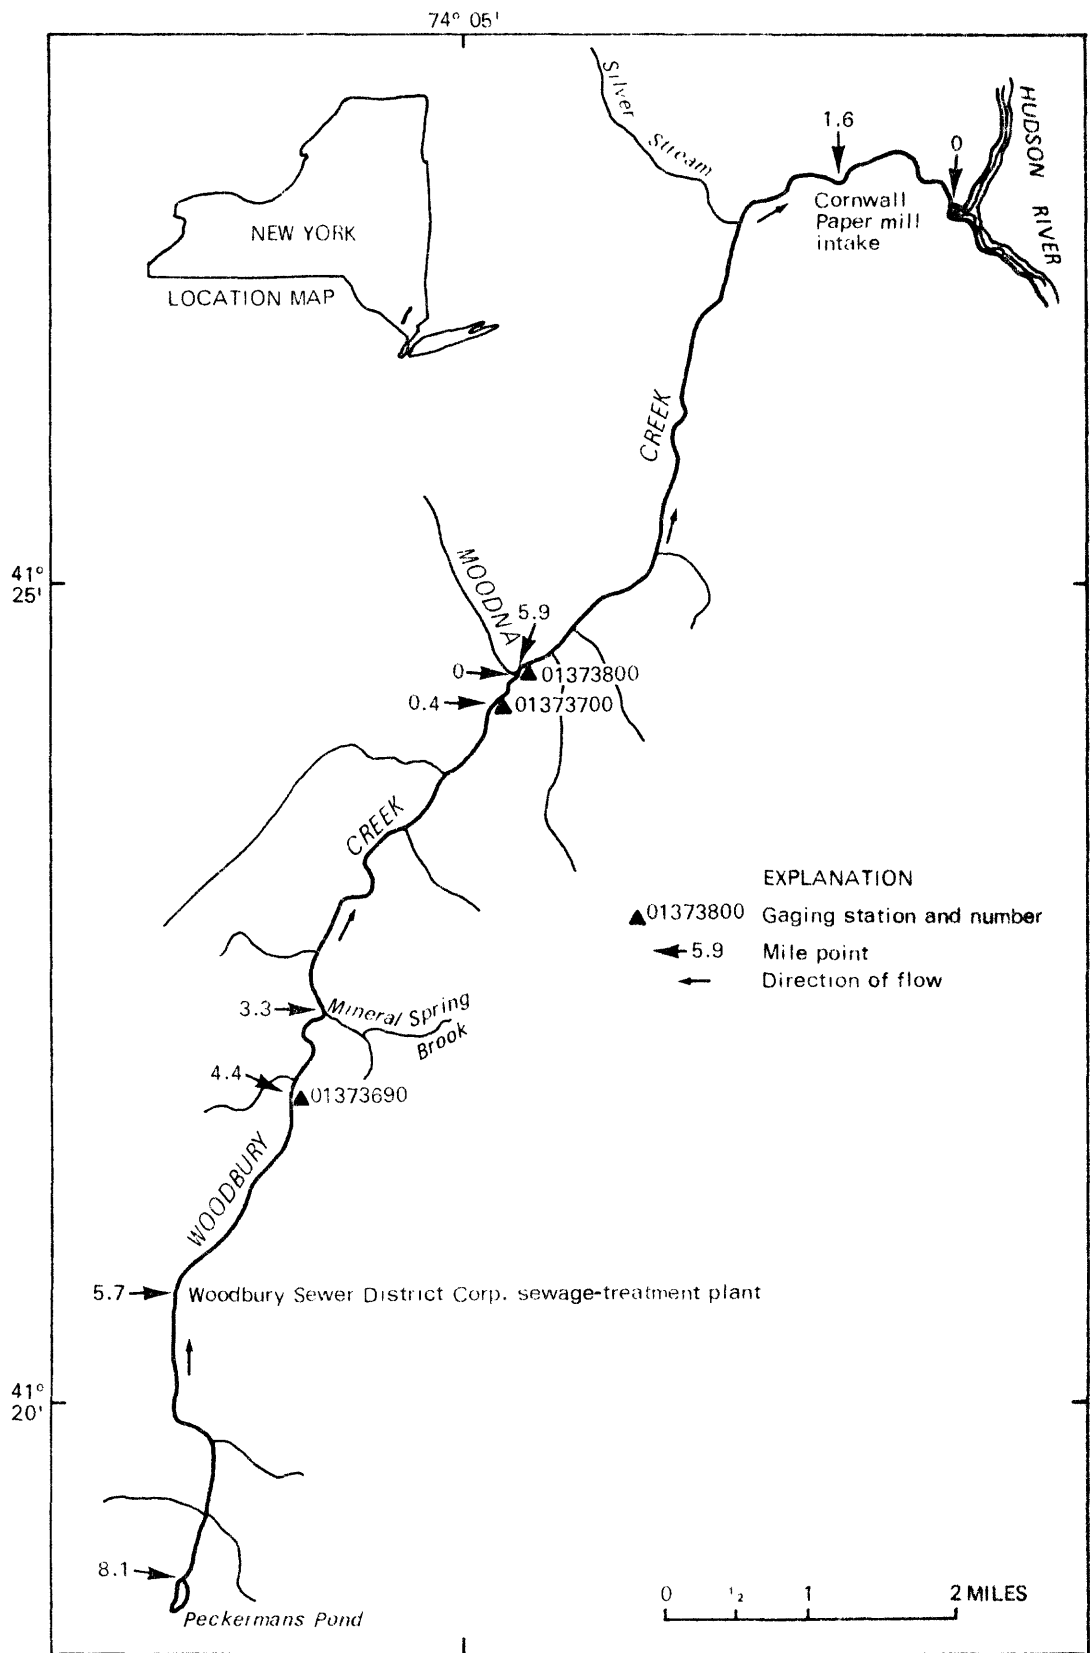 74° 05'
Silver
Stream
1.6
0
HUDSON
RIVER
Cornwall
Paper mill
intake
NEW YORK
LOCATION MAP
CREEK
41°
25'
MOODNA
5.9
0
01373800
0.4
01373700
CREEK
EXPLANATION
01373800 Gaging station and number
5.9 Mile point
Direction of flow
3.3
Mineral Spring
Brook
4.4
01373690
WOODBURY
5.7
Woodbury Sewer District Corp. sewage-treatment plant
41°
20'
8.1
Peckermans Pond
0 1/2 1 2 MILES